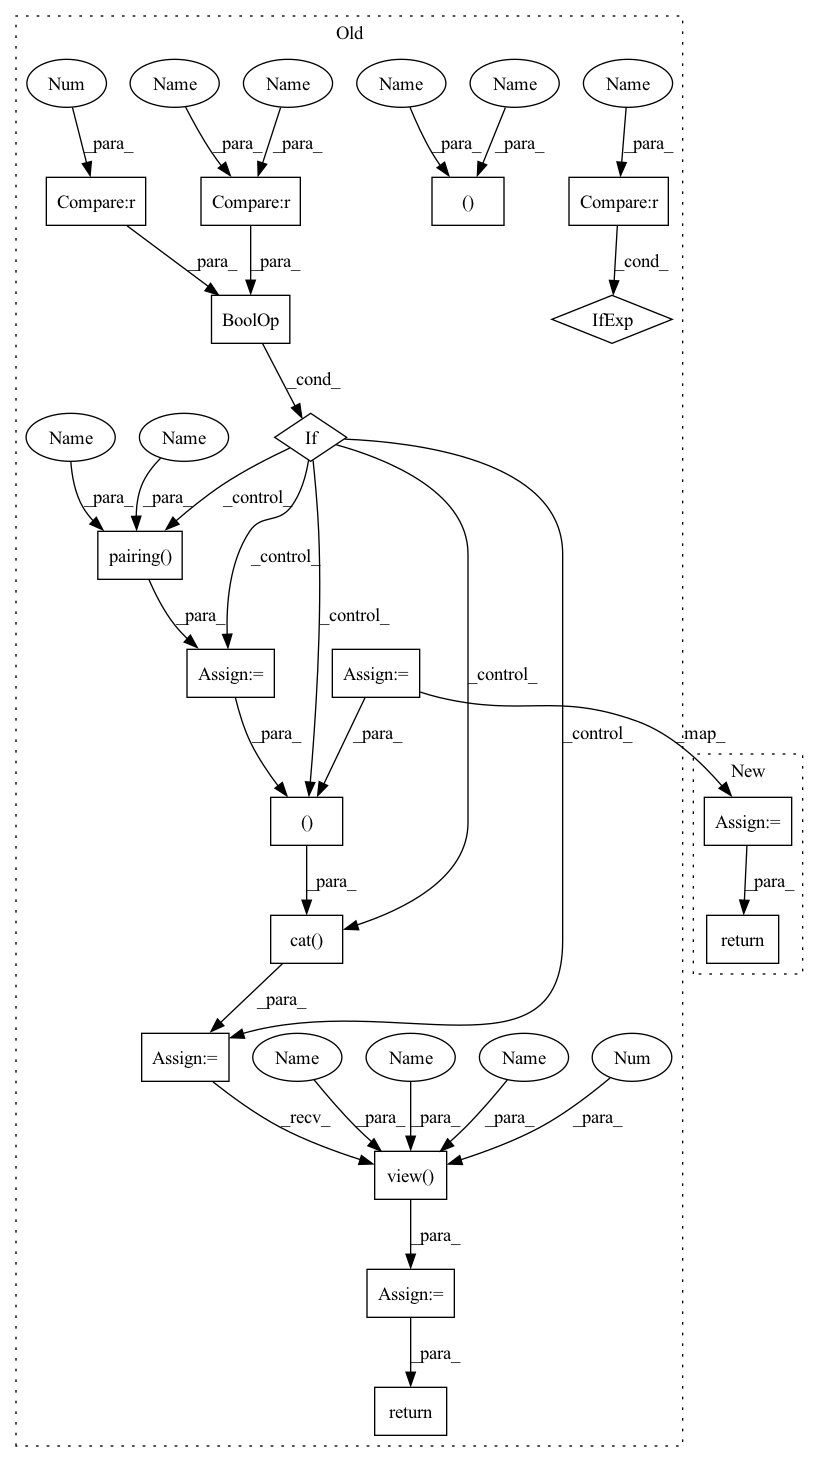 Old
Num Name Name Name Name Name
_para_ _para_ _para_ _para_ _para_ _para_
Compare:r Compare:r () Compare:r
_para_ _para_ _cond_
BoolOp IfExp
_cond_
Name Name If
_para_ _para_ _control_
pairing() _control_
_para_ _control_
Assign:= Assign:= _control_
_para_ _para_ _control_ _map_
New
() Assign:=
_para_ _para_
cat() return
_para_
Assign:= Name Name Name Num
_recv_ _para_ _para_ _para_ _para_
view()
_para_
Assign:=
_para_
return